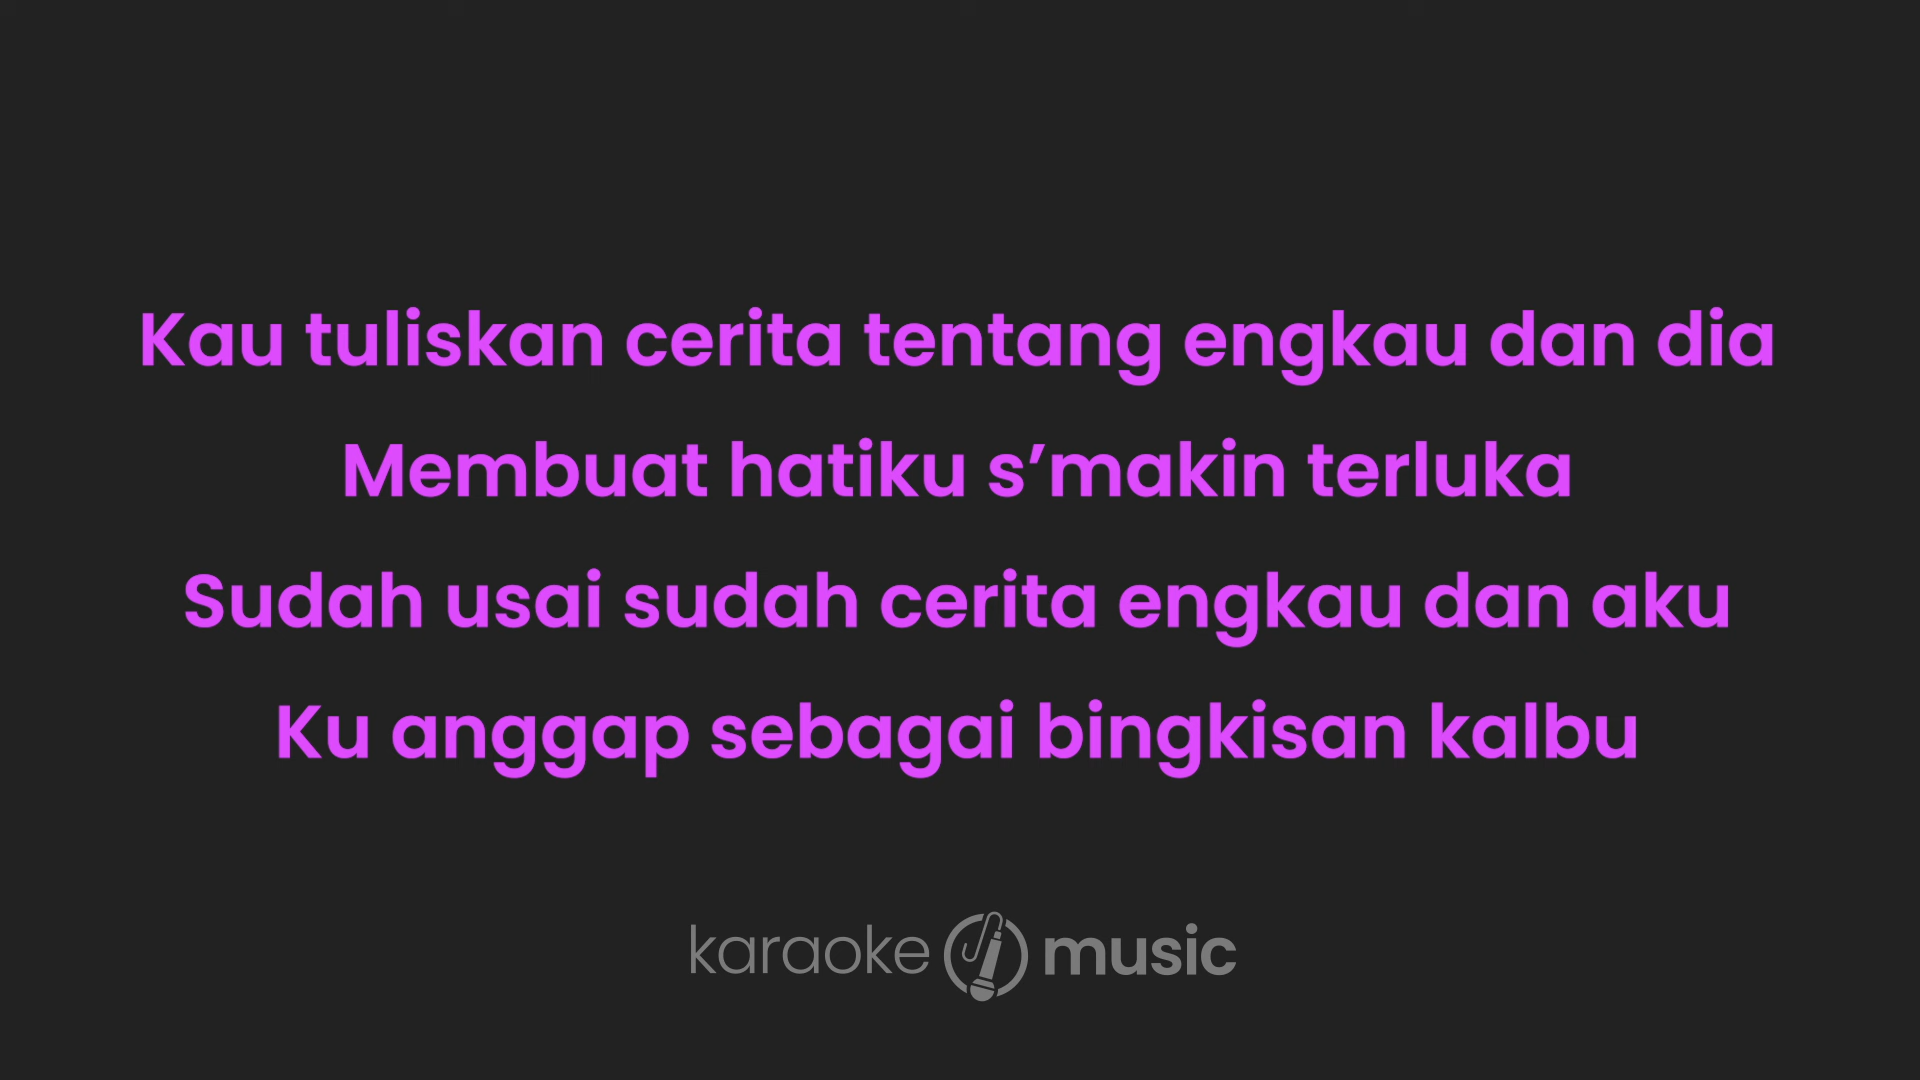 Kau tuliskan cerita tentang engkau dan dia
Membuat hatiku s’makin terluka
Sudah usai sudah cerita engkau dan aku
Ku anggap sebagai bingkisan kalbu
karaoke music